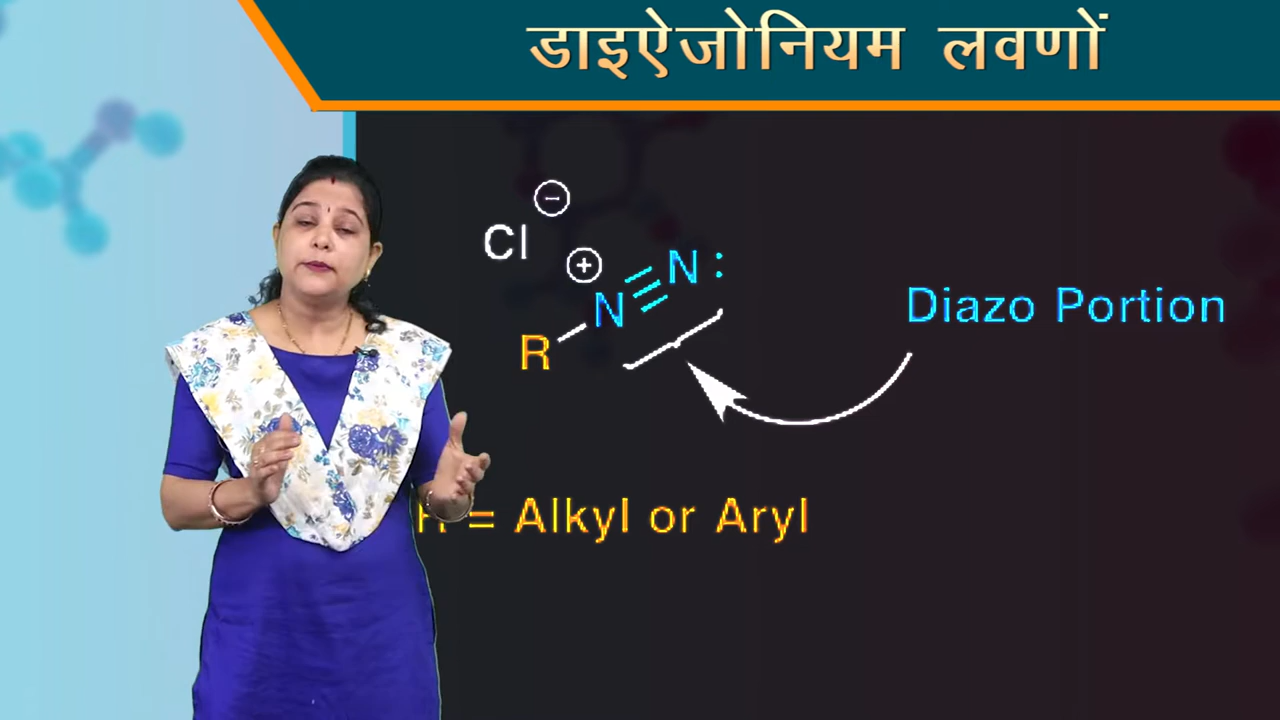 डाइऐजोनियम लवणों
Cl ⊖
⊕
N≡N:
R
Diazo Portion
R = Alkyl or Aryl